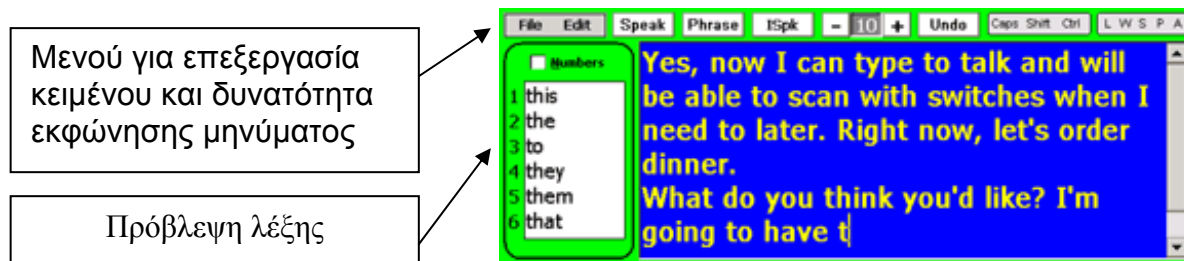 Μενού για επεξεργασία
κειμένου και δυνατότητα
εκφώνησης μηνύματος
Πρόβλεψη λέξης
File Edit Speak Phrase ISpk - 10 + Undo Caps Shift Ctrl L W S P A
Numbers
1 this
2 the
3 to
4 they
5 them
6 that
Yes, now I can type to talk and will
be able to scan with switches when I
need to later. Right now, let's order
dinner.
What do you think you'd like? I'm
going to have t